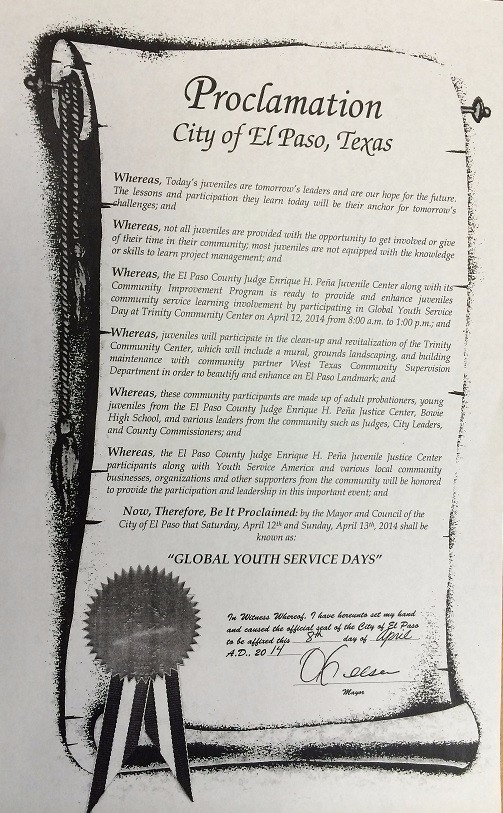 Proclamation
City of El Paso, Texas
Whereas, Today's juveniles are tomorrow's leaders and are our hope for the future.
The lessons and participation they learn today will be their anchor for tomorrow's
challenges; and
Whereas, not all juveniles are provided with the opportunity to get involved or give
of their time in their community; most juveniles are not equipped with the knowledge
or skills to learn project management; and
Whereas, the El Paso County Judge Enrique H. Peña Juvenile Center along with its
Community Improvement Program is ready to provide and enhance juveniles
community service learning involvement by participating in Global Youth Service
Day at Trinity Community Center on April 12, 2014 from 8:00 a.m. to 1:00 p.m.; and
Whereas, juveniles will participate in the clean-up and revitalization of the Trinity
Community Center, which will include a mural, grounds landscaping, and building
maintenance with community partner West Texas Community Supervision
Department in order to beautify and enhance an El Paso Landmark; and
Whereas, these community participants are made up of adult probationers, young
juveniles from the El Paso County Judge Enrique H. Peña Justice Center, Bowie
High School, and various leaders from the community such as Judges, City Leaders,
and County Commissioners; and
Whereas, the El Paso County Judge Enrique H. Peña Juvenile Justice Center
participants along with Youth Service America and various local community
businesses, organizations and other supporters from the community will be honored
to provide the participation and leadership in this important event; and
Now, Therefore, Be It Proclaimed: by the Mayor and Council of the
City of El Paso that Saturday, April 12th and Sunday, April 13th, 2014 shall be
known as:
"GLOBAL YOUTH SERVICE DAYS"
In Witness Whereof, I have hereunto set my hand
and caused the official seal of the City of El Paso
to be affixed this 8th day of April
A.D., 2014
Mayor